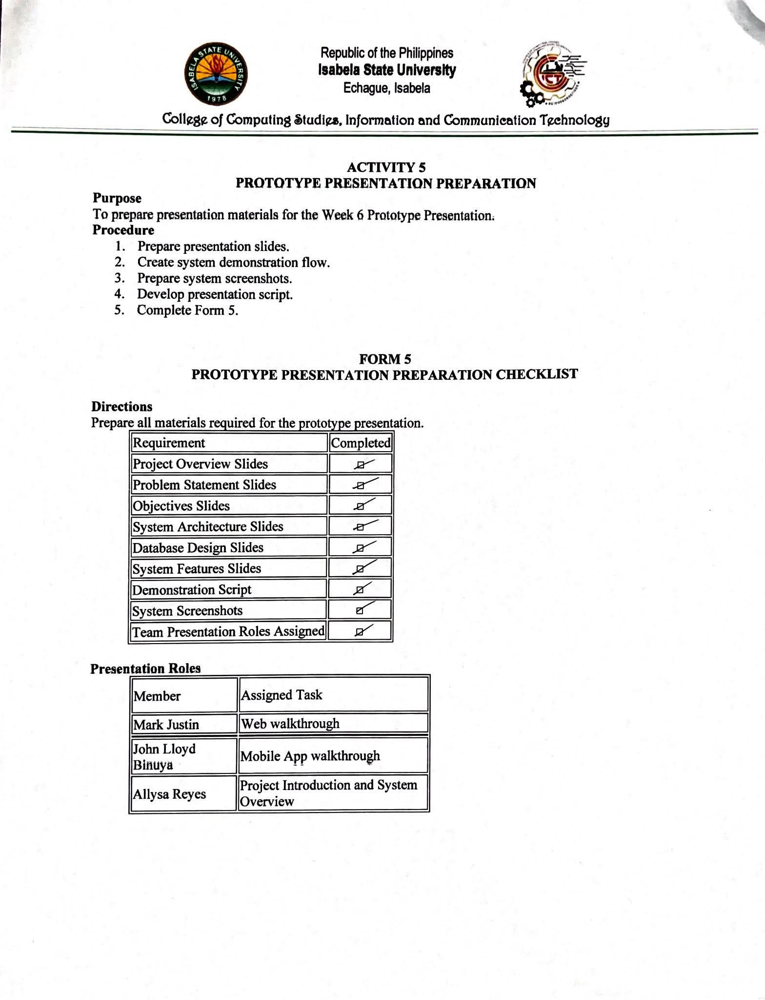 ISABELA STATE UNIVERSITY
1978
Republic of the Philippines
Isabela State University
Echague, Isabela
ICT
College of Computing Studies, Information and Communication Technology
ACTIVITY 5
PROTOTYPE PRESENTATION PREPARATION
Purpose
To prepare presentation materials for the Week 6 Prototype Presentation.
Procedure
1. Prepare presentation slides.
2. Create system demonstration flow.
3. Prepare system screenshots.
4. Develop presentation script.
5. Complete Form 5.
FORM 5
PROTOTYPE PRESENTATION PREPARATION CHECKLIST
Directions
Prepare all materials required for the prototype presentation.
Requirement Completed
Project Overview Slides
Problem Statement Slides
Objectives Slides
System Architecture Slides
Database Design Slides
System Features Slides
Demonstration Script
System Screenshots
Team Presentation Roles Assigned
Presentation Roles
Member Assigned Task
Mark Justin Web walkthrough
John Lloyd
Binuya
Mobile App walkthrough
Allysa Reyes
Project Introduction and System
Overview